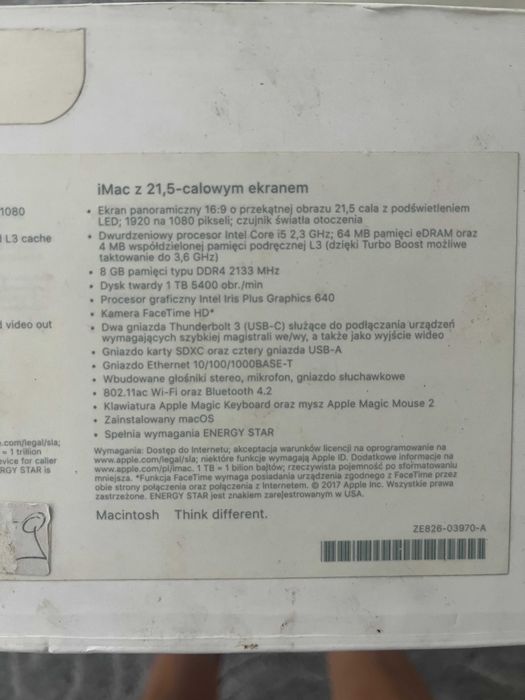 iMac z 21,5-calowym ekranem
• Ekran panoramiczny 16:9 o przekątnej obrazu 21,5 cala z podświetleniem
LED; 1920 na 1080 pikseli; czujnik światła otoczenia
• Dwurdzeniowy procesor Intel Core i5 2,3 GHz; 64 MB pamięci eDRAM oraz
4 MB współdzielonej pamięci podręcznej L3 (dzięki Turbo Boost możliwe
taktowanie do 3,6 GHz)
• 8 GB pamięci typu DDR4 2133 MHz
• Dysk twardy 1 TB 5400 obr./min
• Procesor graficzny Intel Iris Plus Graphics 640
• Kamera FaceTime HD*
• Dwa gniazda Thunderbolt 3 (USB-C) służące do podłączania urządzeń
wymagających szybkiej magistrali we/wy, a także jako wyjście wideo
• Gniazdo karty SDXC oraz cztery gniazda USB-A
• Gniazdo Ethernet 10/100/1000BASE-T
• Wbudowane głośniki stereo, mikrofon, gniazdo słuchawkowe
• 802.11ac Wi-Fi oraz Bluetooth 4.2
• Klawiatura Apple Magic Keyboard oraz mysz Apple Magic Mouse 2
• Zainstalowany macOS
• Spełnia wymagania ENERGY STAR
Wymagania: Dostęp do Internetu; akceptacja warunków licencji na oprogramowanie na
www.apple.com/legal/sla; niektóre funkcje wymagają Apple ID. Dodatkowe informacje na
www.apple.com/pl/imac. 1 TB = 1 bilion bajtów; rzeczywista pojemność po sformatowaniu
mniejsza. *Funkcja FaceTime wymaga posiadania urządzenia zgodnego z FaceTime przez
obie strony połączenia oraz połączenia z Internetem. © 2017 Apple Inc. Wszystkie prawa
zastrzeżone. ENERGY STAR jest znakiem zarejestrowanym w USA.
Macintosh Think different.
ZE826-03970-A
1080
L3 cache
video out
.com/legal/sla;
= 1 trillion
device for caller
RGY STAR is